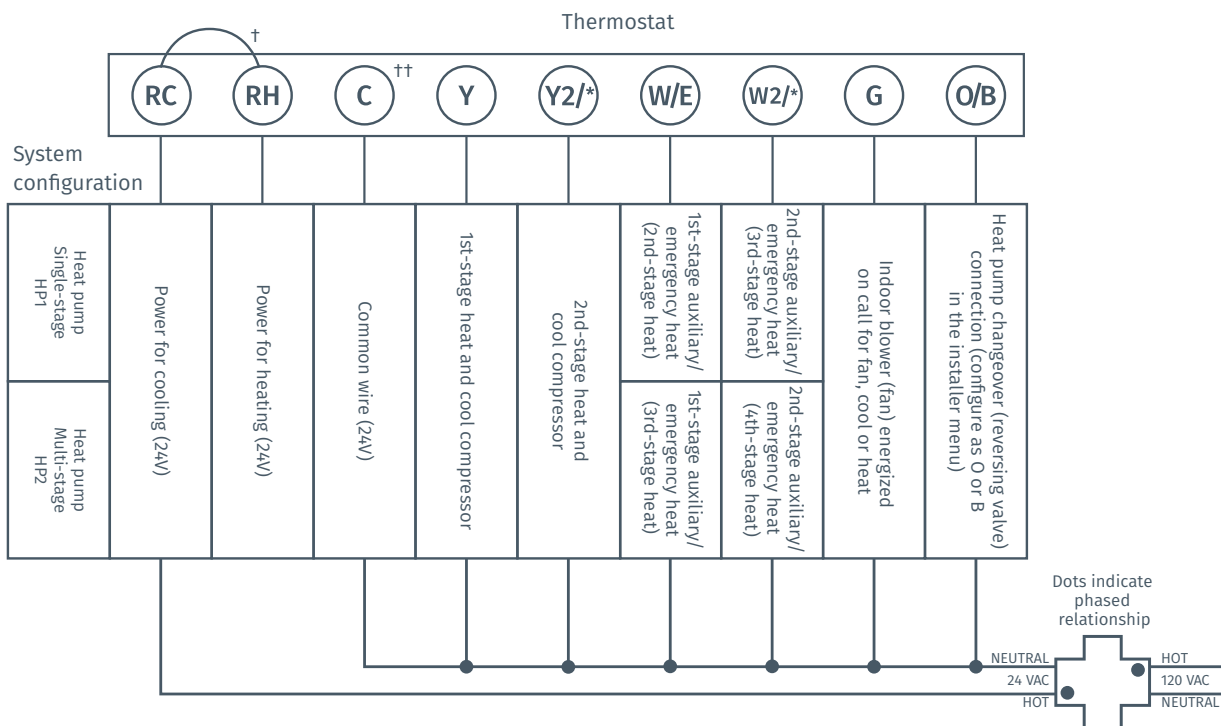 Thermostat
†
RC
RH
C
††
Y
Y2/*
W/E
W2/*
G
O/B
System
configuration
Heat pump
Single-stage
HP1
Heat pump
Multi-stage
HP2
Power for cooling (24V)
Power for heating (24V)
Common wire (24V)
1st-stage heat and cool compressor
2nd-stage heat and
cool compressor
1st-stage auxiliary/
emergency heat
(2nd-stage heat)
1st-stage auxiliary/
emergency heat
(3rd-stage heat)
2nd-stage auxiliary/
emergency heat
(3rd-stage heat)
2nd-stage auxiliary/
emergency heat
(4th-stage heat)
Indoor blower (fan) energized
on call for fan, cool or heat
Heat pump changeover (reversing valve)
connection (configure as O or B
in the installer menu)
Dots indicate
phased
relationship
NEUTRAL
24 VAC
HOT
HOT
120 VAC
NEUTRAL